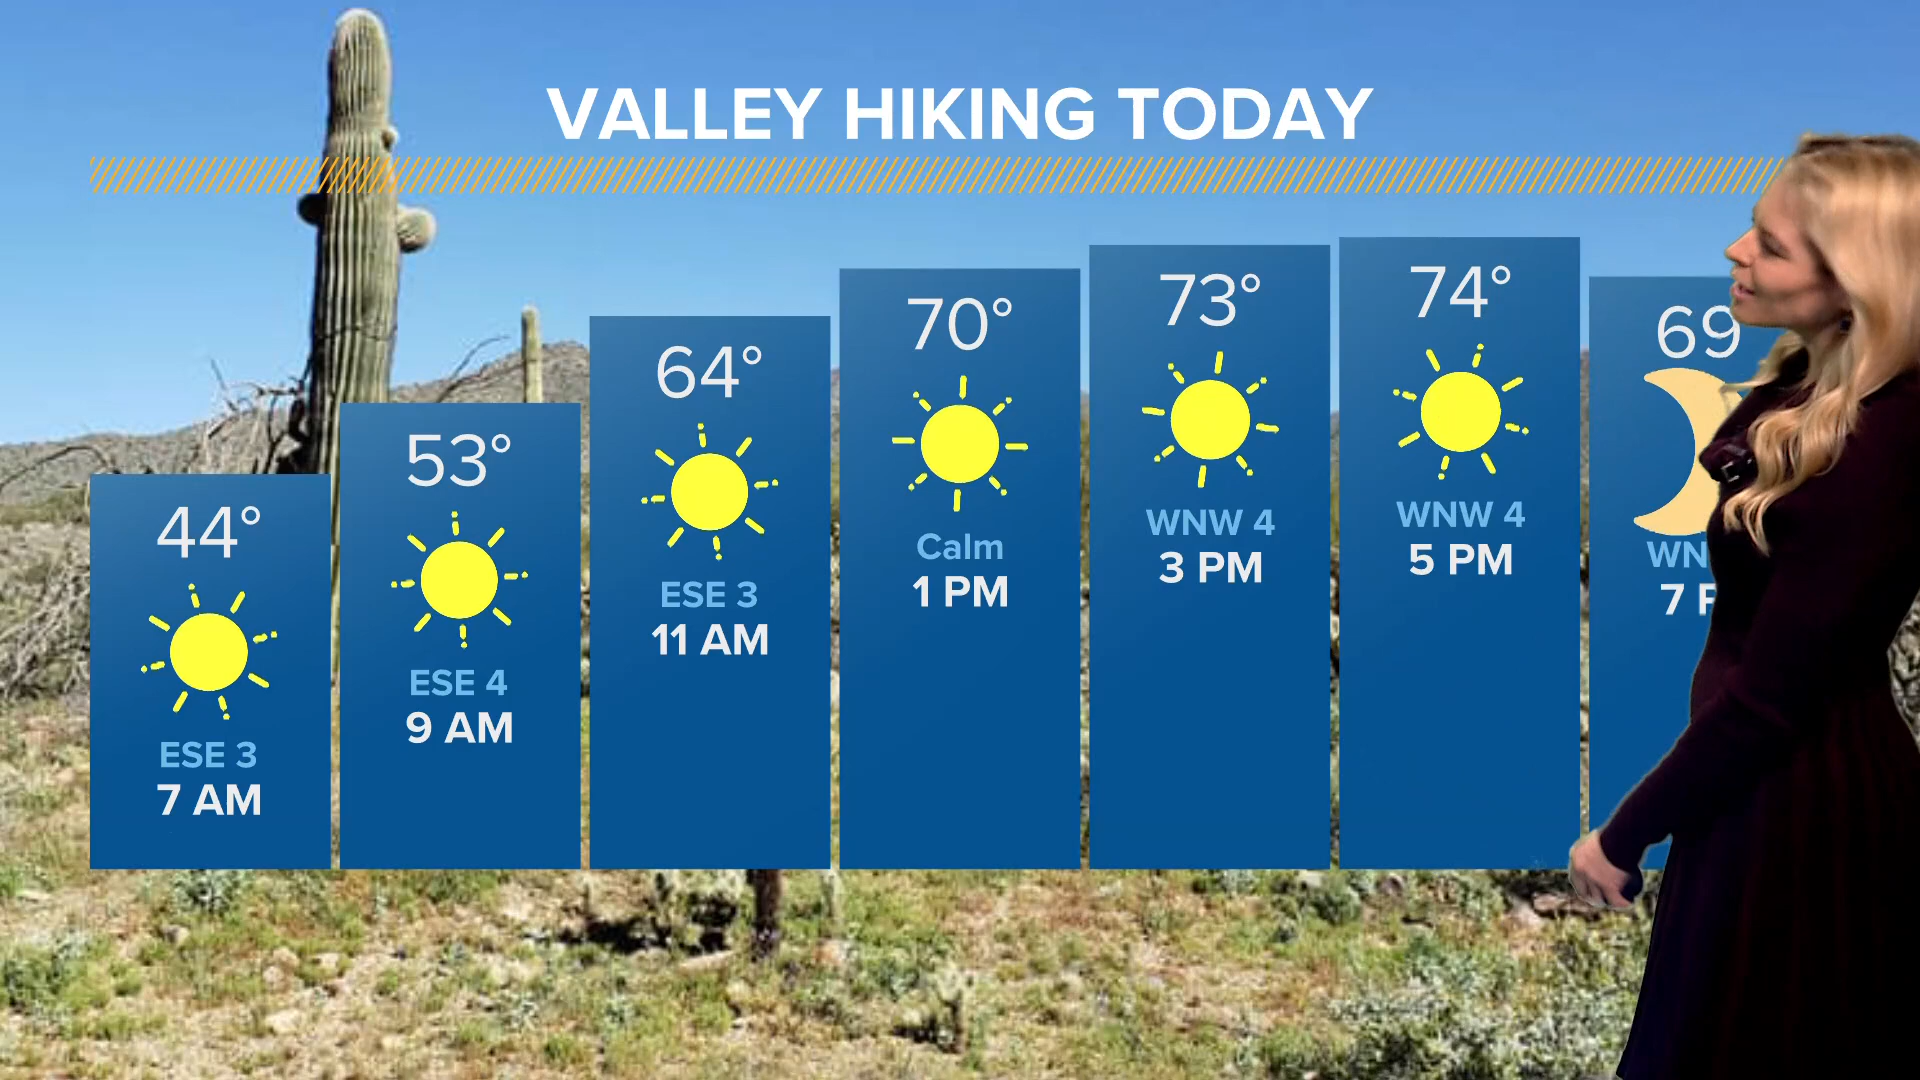 VALLEY HIKING TODAY
44°
ESE 3
7 AM
53°
ESE 4
9 AM
64°
ESE 3
11 AM
70°
Calm
1 PM
73°
WNW 4
3 PM
74°
WNW 4
5 PM
69
7